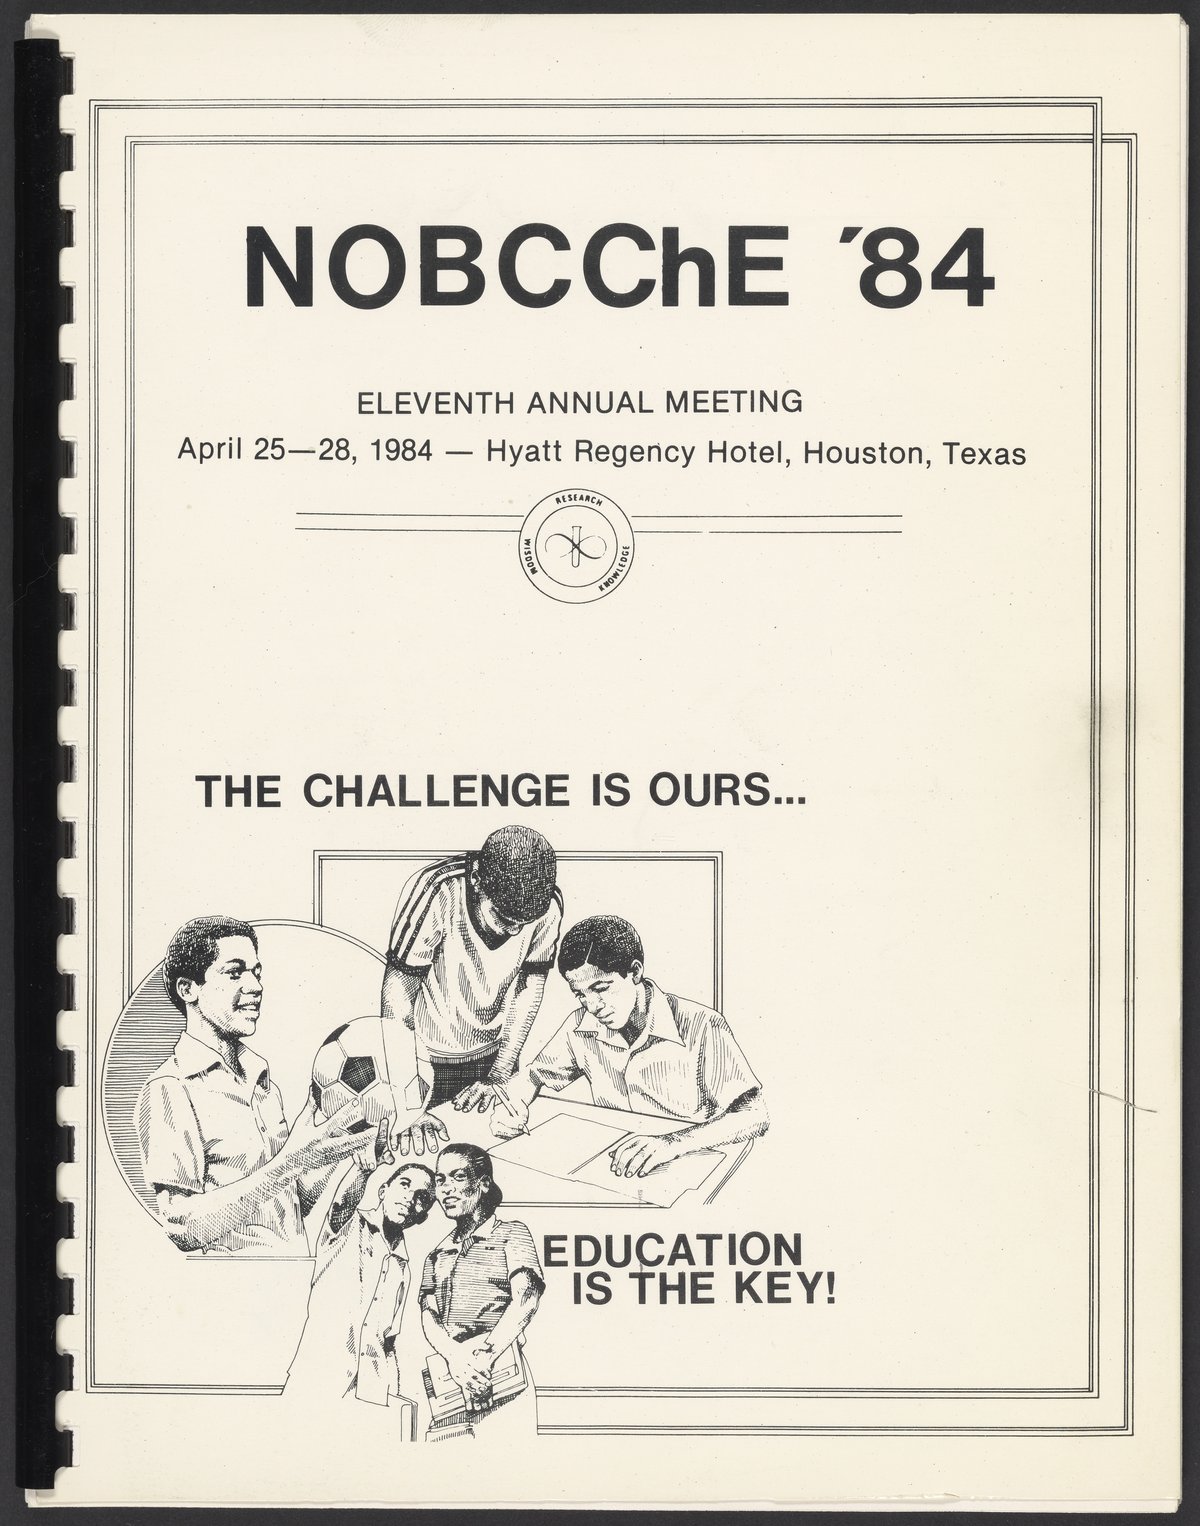 NOBCChE ´84
ELEVENTH ANNUAL MEETING
April 25—28, 1984 — Hyatt Regency Hotel, Houston, Texas
RESEARCH
WISDOM
KNOWLEDGE
THE CHALLENGE IS OURS...
EDUCATION
IS THE KEY!